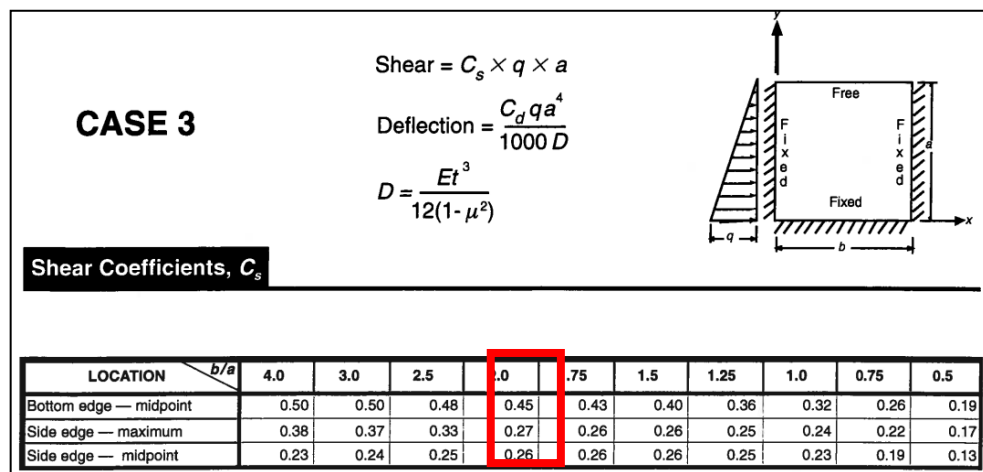 CASE 3
Shear = C_s × q × a
Deflection = C_d qa^4 / 1000 D
D = Et^3 / 12(1- μ^2)
y
Free
Fixed
Fixed
a
Fixed
x
q
b
Shear Coefficients, C_s
LOCATION b/a 4.0 3.0 2.5 2.0 .75 1.5 1.25 1.0 0.75 0.5
Bottom edge — midpoint 0.50 0.50 0.48 0.45 0.43 0.40 0.36 0.32 0.26 0.19
Side edge — maximum 0.38 0.37 0.33 0.27 0.26 0.26 0.25 0.24 0.22 0.17
Side edge — midpoint 0.23 0.24 0.25 0.26 0.26 0.26 0.25 0.23 0.19 0.13